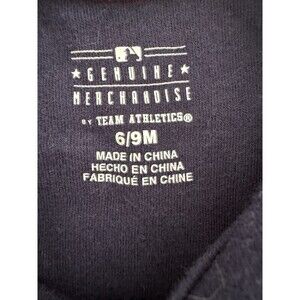 ★ GENUINE ★
MERCHANDISE
BY TEAM ATHLETICS®
6/9M
MADE IN CHINA
HECHO EN CHINA
FABRIQUÉ EN CHINE